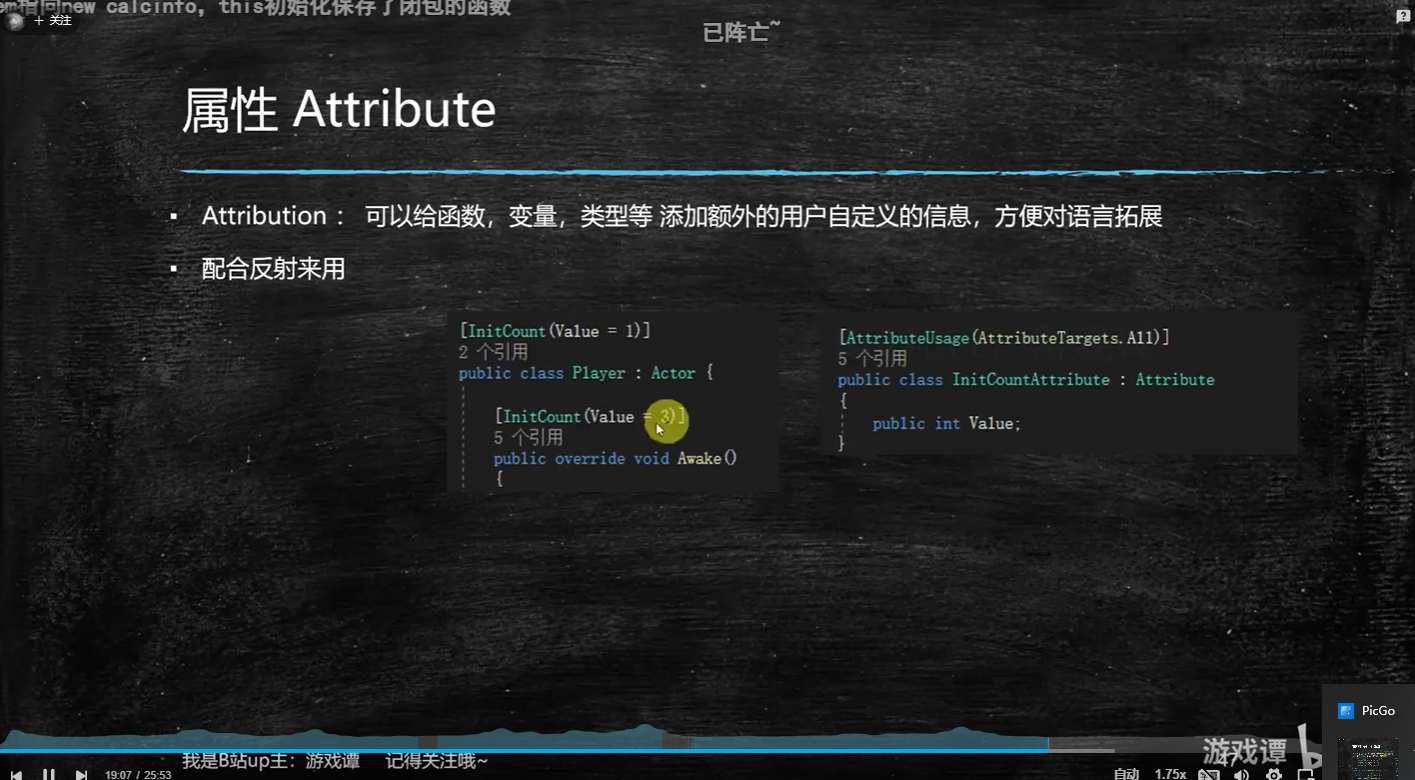 em指向new calcinfo，this初始化保存了闭包的函数
+ 关注
已阵亡~
属性 Attribute
▪ Attribution： 可以给函数，变量，类型等 添加额外的用户自定义的信息，方便对语言拓展
▪ 配合反射来用
[InitCount(Value = 1)]
2 个引用
public class Player : Actor {
[InitCount(Value = 3)]
5 个引用
public override void Awake()
{
[AttributeUsage(AttributeTargets.All)]
5 个引用
public class InitCountAttribute : Attribute
{
public int Value;
}
PicGo
游戏谭
我是B站up主：游戏谭 记得关注哦~
19:07 / 25:53
自动 1.75x